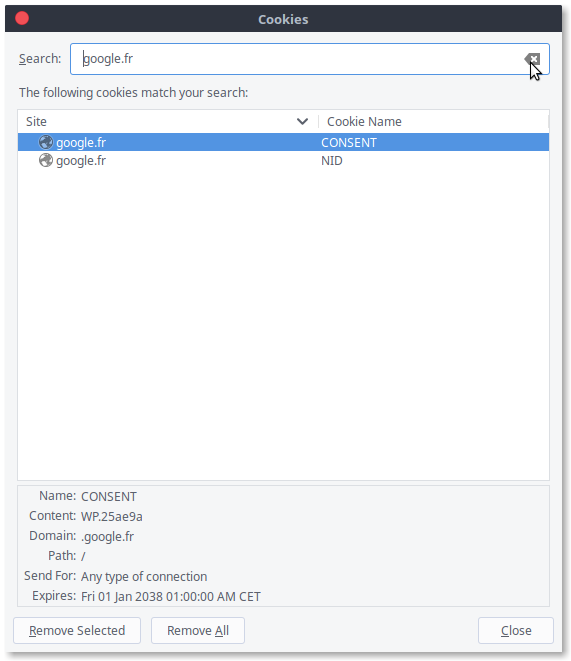 Cookies
Search: google.fr
The following cookies match your search:
Site Cookie Name
google.fr CONSENT
google.fr NID
Name: CONSENT
Content: WP.25ae9a
Domain: .google.fr
Path: /
Send For: Any type of connection
Expires: Fri 01 Jan 2038 01:00:00 AM CET
Remove Selected Remove All Close